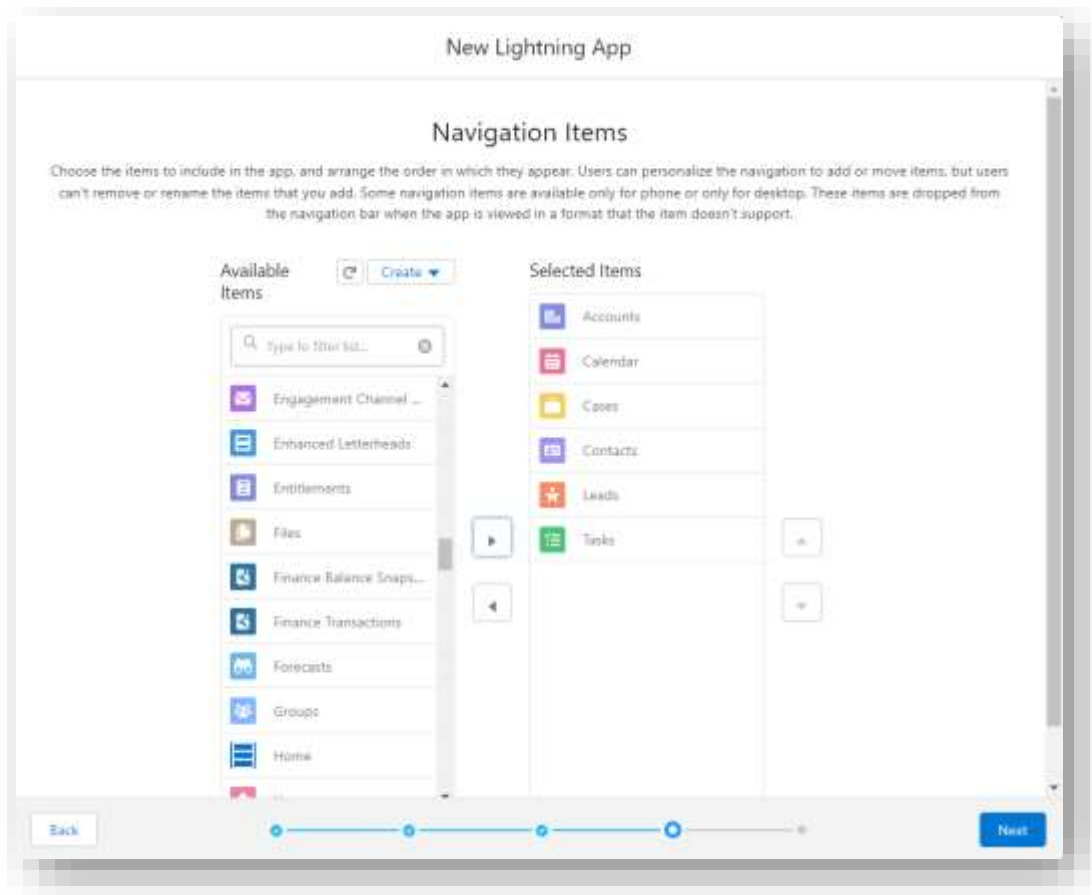 New Lightning App
Navigation Items
Choose the items to include in the app, and arrange the order in which they appear. Users can personalize the navigation to add or move items, but users
can't remove or rename the items that you add. Some navigation items are available only for phone or only for desktop. These items are dropped from
the navigation bar when the app is viewed in a format that the item doesn't support.
Available
Items
Create
Type to filter list...
Engagement Channel ...
Enhanced Letterheads
Entitlements
Files
Finance Balance Snaps...
Finance Transactions
Forecasts
Groups
Home
Selected Items
Accounts
Calendar
Cases
Contacts
Leads
Tasks
Back
Next